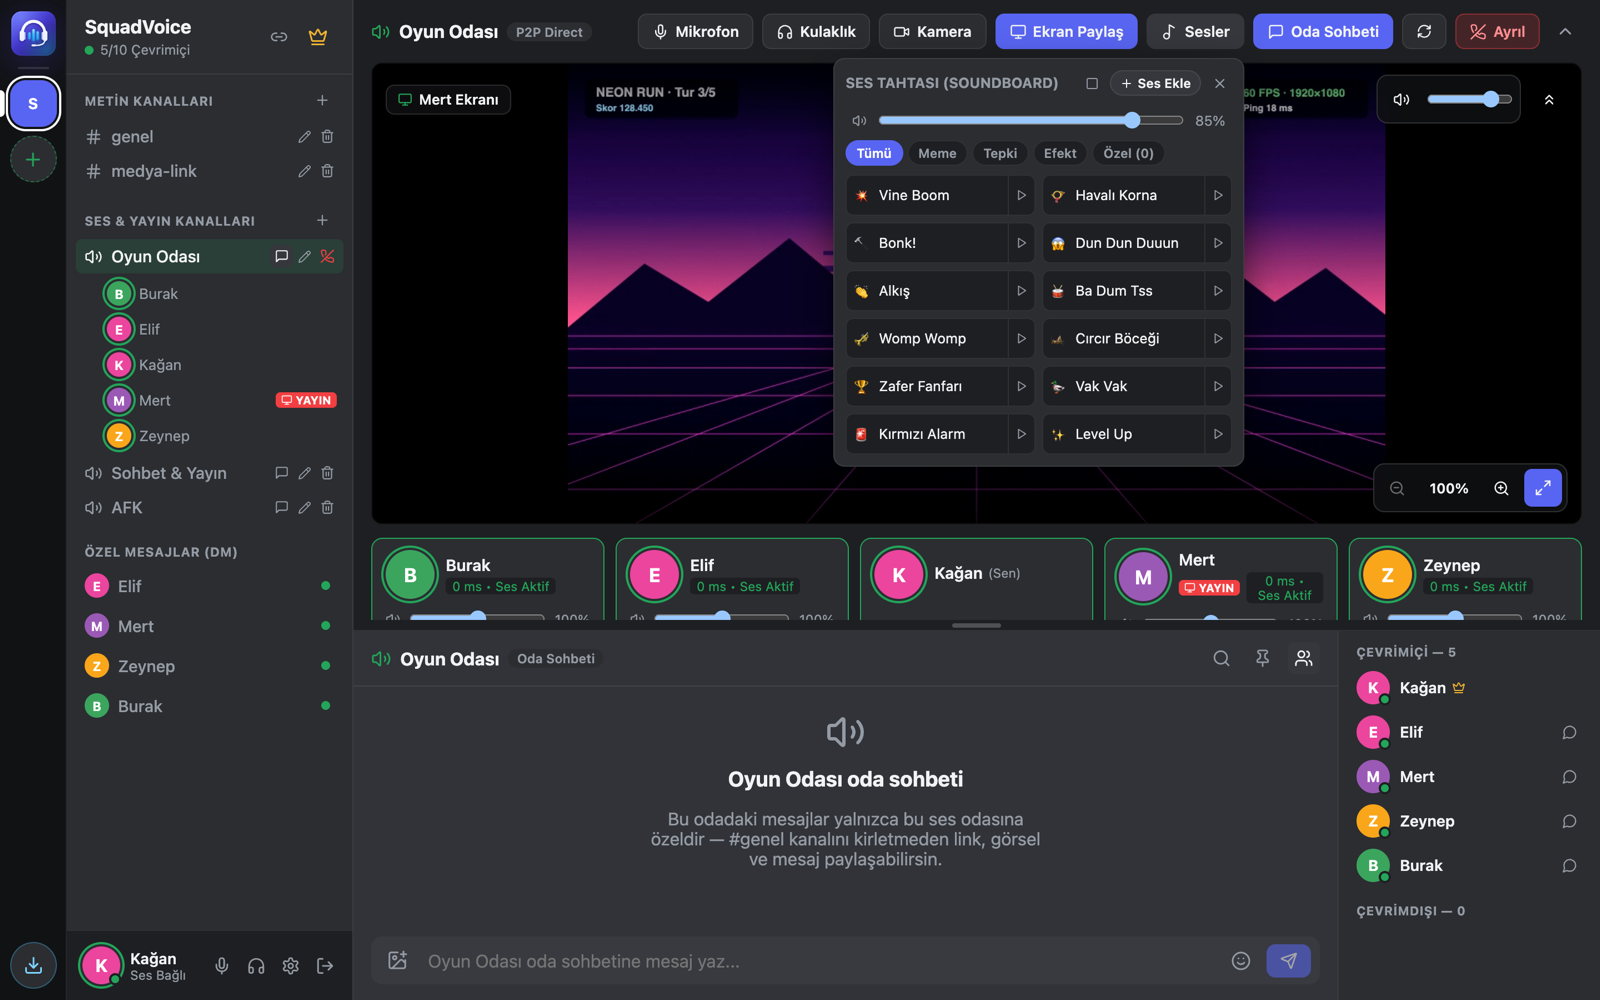 SquadVoice
5/10 Çevrimiçi
S
METİN KANALLARI
# genel
# medya-link
SES & YAYIN KANALLARI
Oyun Odası
B Burak
E Elif
K Kağan
M Mert YAYIN
Z Zeynep
Sohbet & Yayın
AFK
ÖZEL MESAJLAR (DM)
E Elif
M Mert
Z Zeynep
B Burak
K Kağan
Ses Bağlı
Oyun Odası P2P Direct Mikrofon Kulaklık Kamera Ekran Paylaş Sesler Oda Sohbeti Ayrıl
Mert Ekranı
NEON RUN · Tur 3/5
Skor 128.450
60 FPS · 1920x1080
Ping 18 ms
SES TAHTASI (SOUNDBOARD) + Ses Ekle
85%
Tümü Meme Tepki Efekt Özel (0)
Vine Boom Havalı Korna
Bonk! Dun Dun Duuun
Alkış Ba Dum Tss
Womp Womp Cırcır Böceği
Zafer Fanfarı Vak Vak
Kırmızı Alarm Level Up
100%
B Burak
0 ms • Ses Aktif
100%
E Elif
0 ms • Ses Aktif
100%
K Kağan (Sen)
M Mert
YAYIN 0 ms • Ses Aktif
Z Zeynep
0 ms • Ses Aktif
100%
Oyun Odası Oda Sohbeti
Oyun Odası oda sohbeti
Bu odadaki mesajlar yalnızca bu ses odasına
özeldir — #genel kanalını kirletmeden link, görsel
ve mesaj paylaşabilirsin.
Oyun Odası oda sohbetine mesaj yaz...
ÇEVRİMİÇİ — 5
K Kağan
E Elif
M Mert
Z Zeynep
B Burak
ÇEVRİMDIŞI — 0